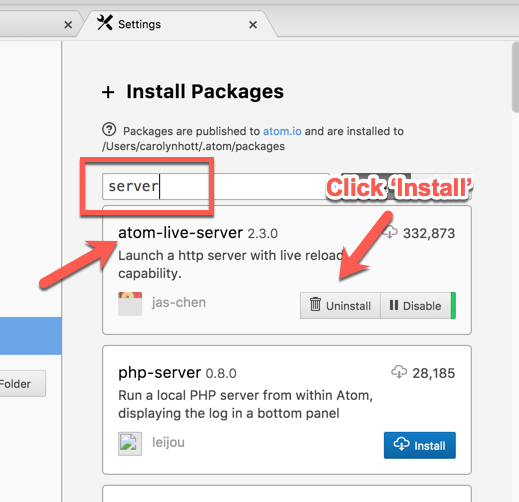 Settings
+ Install Packages
Packages are published to atom.io and are installed to
/Users/carolynhott/.atom/packages
server
Click ‘Install’
atom-live-server 2.3.0
332,873
Launch a http server with live reload
capability.
jas-chen
Uninstall
Disable
Folder
php-server 0.8.0
28,185
Run a local PHP server from within Atom,
displaying the log in a bottom panel
leijou
Install